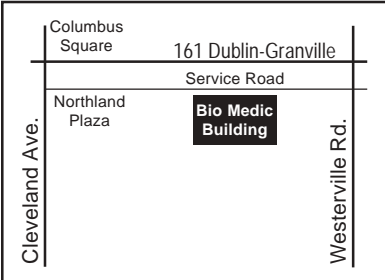 Columbus
Square
161 Dublin-Granville
Service Road
Northland
Plaza
Bio Medic
Building
Cleveland Ave.
Westerville Rd.